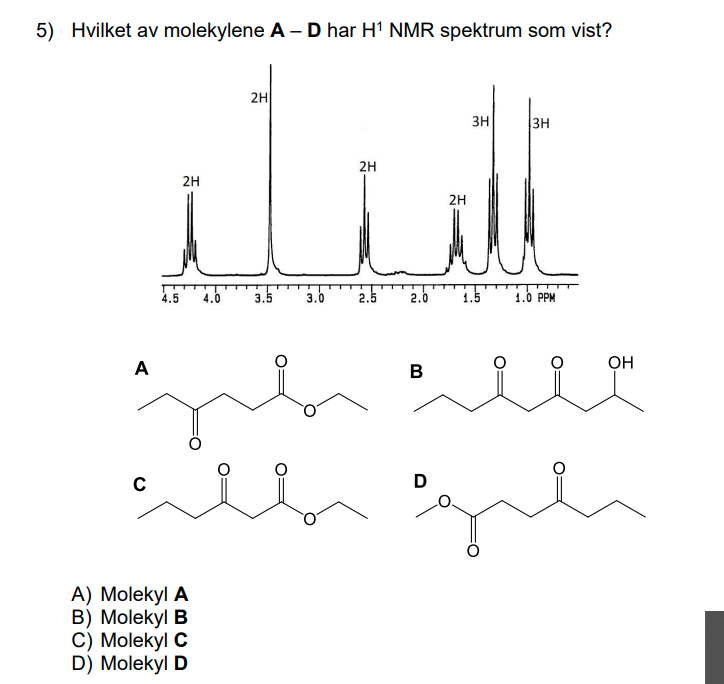 5) Hvilket av molekylene A – D har H¹ NMR spektrum som vist?
2H
2H
2H
2H
3H
3H
4.5 4.0 3.5 3.0 2.5 2.0 1.5 1.0 PPM
A
O
O
O
B
O O OH
C
O O
O
D
O
O
O
A) Molekyl A
B) Molekyl B
C) Molekyl C
D) Molekyl D